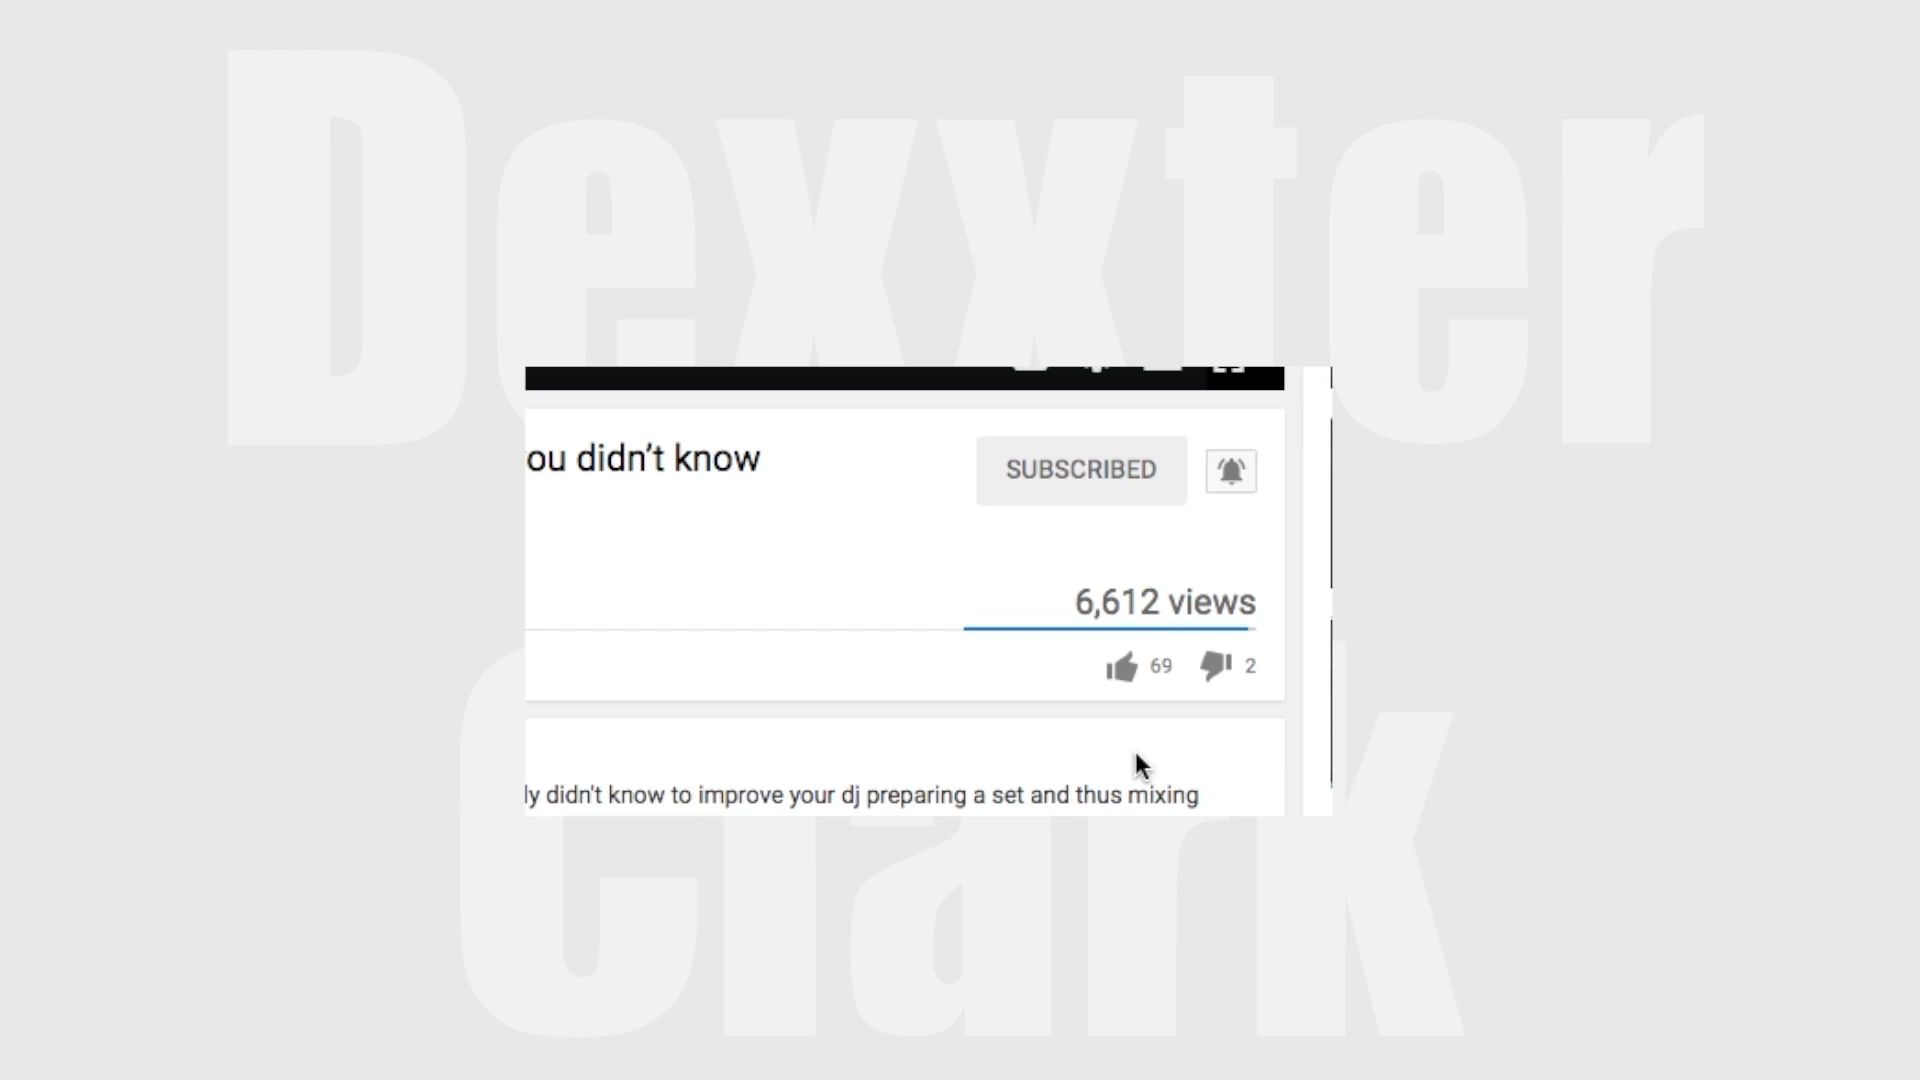 Dexxter
ou didn’t know
SUBSCRIBED
6,612 views
69
2
didn't know to improve your dj preparing a set and thus mixing
Clark